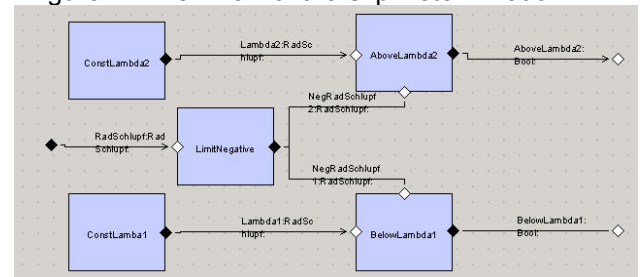 Lambda2:RadSc
hlupf:
AboveLambda2:
Bool:
ConstLambda2
AboveLambda2
NegRadSchlupf
2:RadSchlupf:
RadSchlupf:Rad
Schlupf:
LimitNegative
NegRadSchlupf
1:RadSchlupf:
Lambda1:RadSc
hlupf:
BelowLambda1:
Bool:
ConstLamba1
BelowLambda1